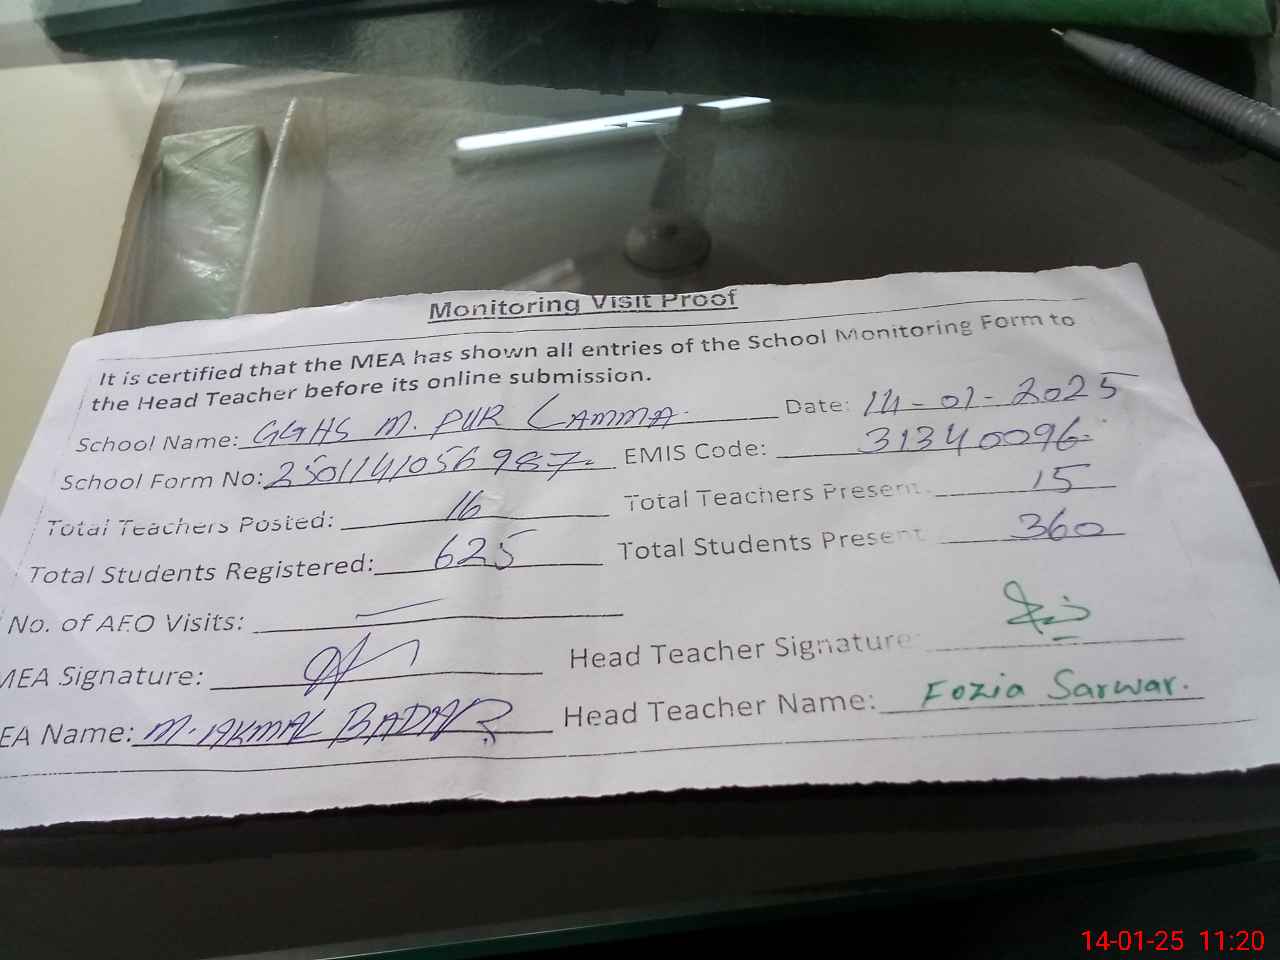 Monitoring Visit Proof
It is certified that the MEA has shown all entries of the School Monitoring Form to
the Head Teacher before its online submission.
School Name: GGHS M. PUR LAMMA. Date: 14-01-2025
School Form No: 2501141056987 EMIS Code: 31340096
Total Teachers Posted: 16 Total Teachers Present: 15
Total Students Registered: 625 Total Students Present 360
No. of AEO Visits: —
MEA Signature: Head Teacher Signature:
EA Name: M. AKMAL BADAR Head Teacher Name: Fozia Sarwar.
14-01-25 11:20